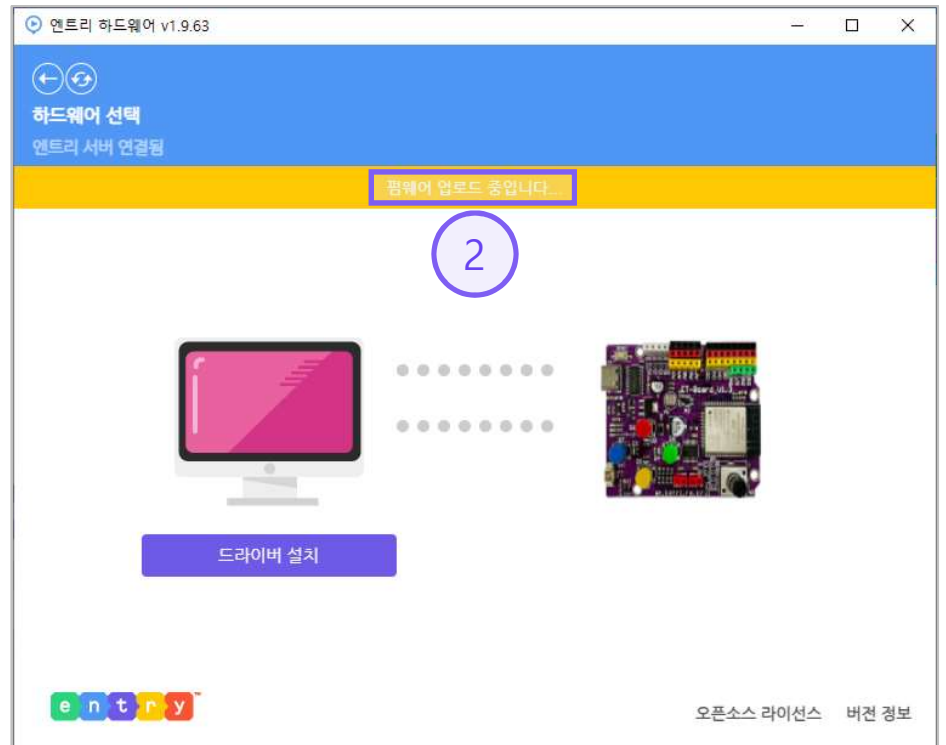 엔트리 하드웨어 v1.9.63
하드웨어 선택
엔트리 서버 연결됨
펌웨어 업로드 중입니다...
2
드라이버 설치
entry
오픈소스 라이선스 버전 정보